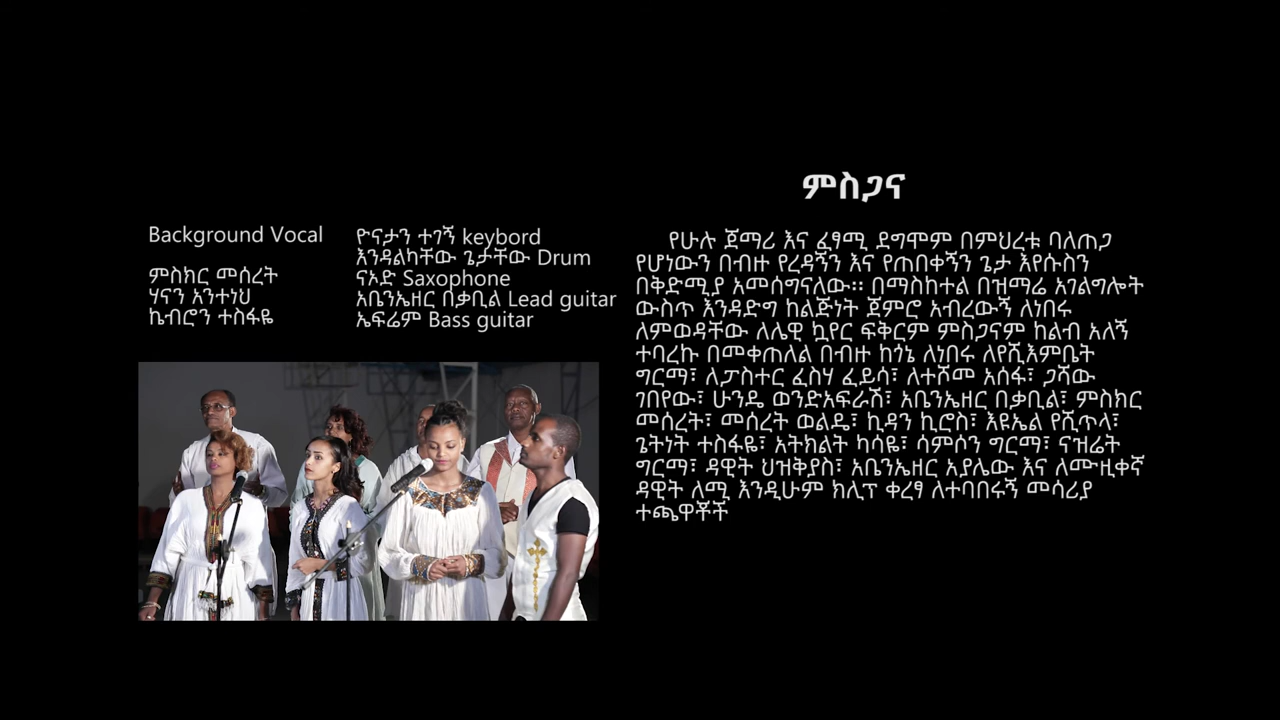 Background Vocal
ምስክር መሰረት
ሃናን አንተነህ
ኬብሮን ተስፋዬ
ዮናታን ተገኝ keybord
እንዳልካቸው ጌታቸው Drum
ናኦድ Saxophone
አቤንኤዘር በቃቢል Lead guitar
ኤፍሬም Bass guitar
ምስጋና
የሁሉ ጀማሪ እና ፈፃሚ ደግሞም በምህረቱ ባለጠጋ
የሆነውን በብዙ የረዳኝን እና የጠበቀኝን ጌታ እየሱስን
በቅድሚያ አመሰግናለው። በማስከተል በዝማሬ አገልግሎት
ውስጥ እንዳድግ ከልጅነት ጀምሮ አብረውኝ ለነበሩ
ለምወዳቸው ለሌዊ ኳየር ፍቅርም ምስጋናም ከልብ አለኝ
ተባረኩ በመቀጠልል በብዙ ከጎኔ ለነበሩ ለየሺእምቤት
ግርማ፣ ለፓስተር ፈስሃ ፈይሳ፣ ለተሾመ አሰፋ፣ ጋሻው
ገበየው፣ ሁንዴ ወንድአፍራሽ፣ አቤንኤዘር በቃቢል፣ ምስክር
መሰረት፣ መሰረት ወልዴ፣ ኪዳን ኪሮስ፣ እዩኤል የሺጥላ፣
ጌትነት ተስፋዬ፣ አትክልት ካሳዬ፣ ሳምሶን ግርማ፣ ናዝሬት
ግርማ፣ ዳዊት ህዝቅያስ፣ አቤንኤዘር አያሌው እና ለሙዚቀኛ
ዳዊት ለሚ እንዲሁም ክሊፕ ቀረፃ ለተባበሩኝ መሳሪያ
ተጫዋቾች